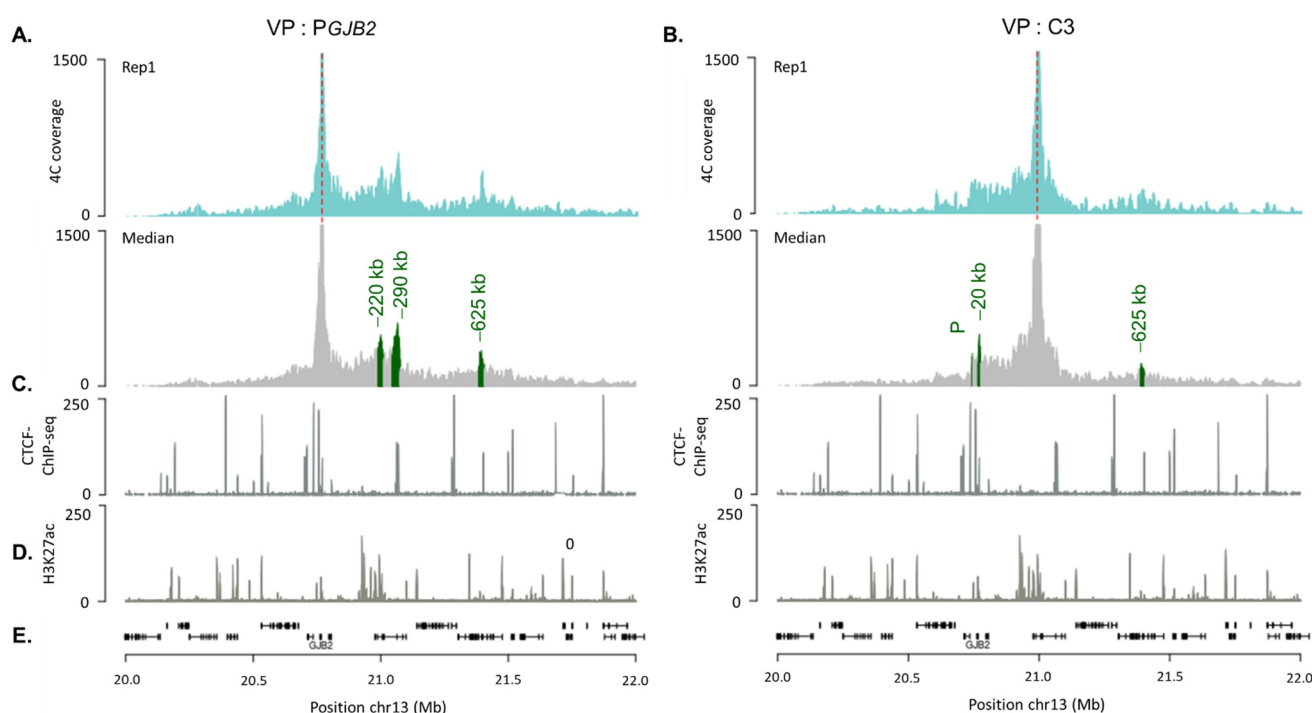 A.
VP : PGJB2
B.
VP : C3
1500
Rep1
4C coverage
0
1500
Rep1
4C coverage
0
1500
Median
–220 kb
–290 kb
–625 kb
0
1500
Median
P
–20 kb
–625 kb
0
C.
250
CTCF-
ChIP-seq
0
250
CTCF-
ChIP-seq
0
D.
250
H3K27ac
0
0
250
H3K27ac
0
E.
GJB2
GJB2
20.0 20.5 21.0 21.5 22.0
20.0 20.5 21.0 21.5 22.0
Position chr13 (Mb)
Position chr13 (Mb)